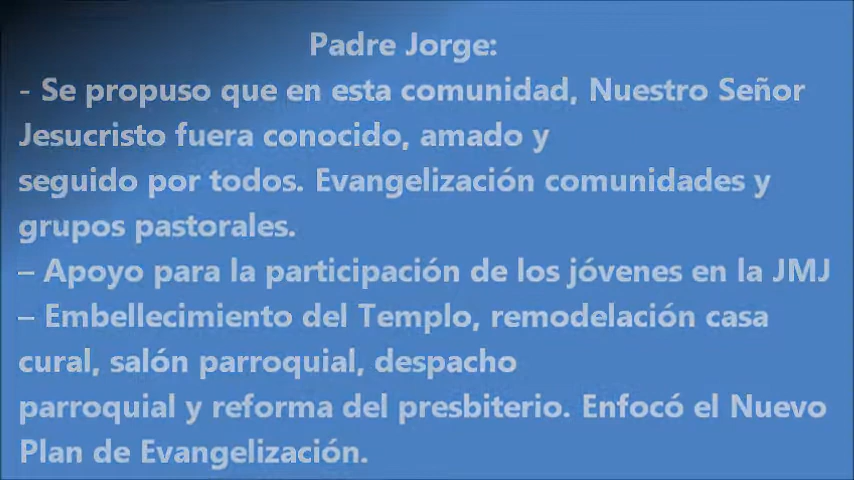 Padre Jorge:
- Se propuso que en esta comunidad, Nuestro Señor
Jesucristo fuera conocido, amado y
seguido por todos. Evangelización comunidades y
grupos pastorales.
– Apoyo para la participación de los jóvenes en la JMJ
– Embellecimiento del Templo, remodelación casa
cural, salón parroquial, despacho
parroquial y reforma del presbiterio. Enfocó el Nuevo
Plan de Evangelización.